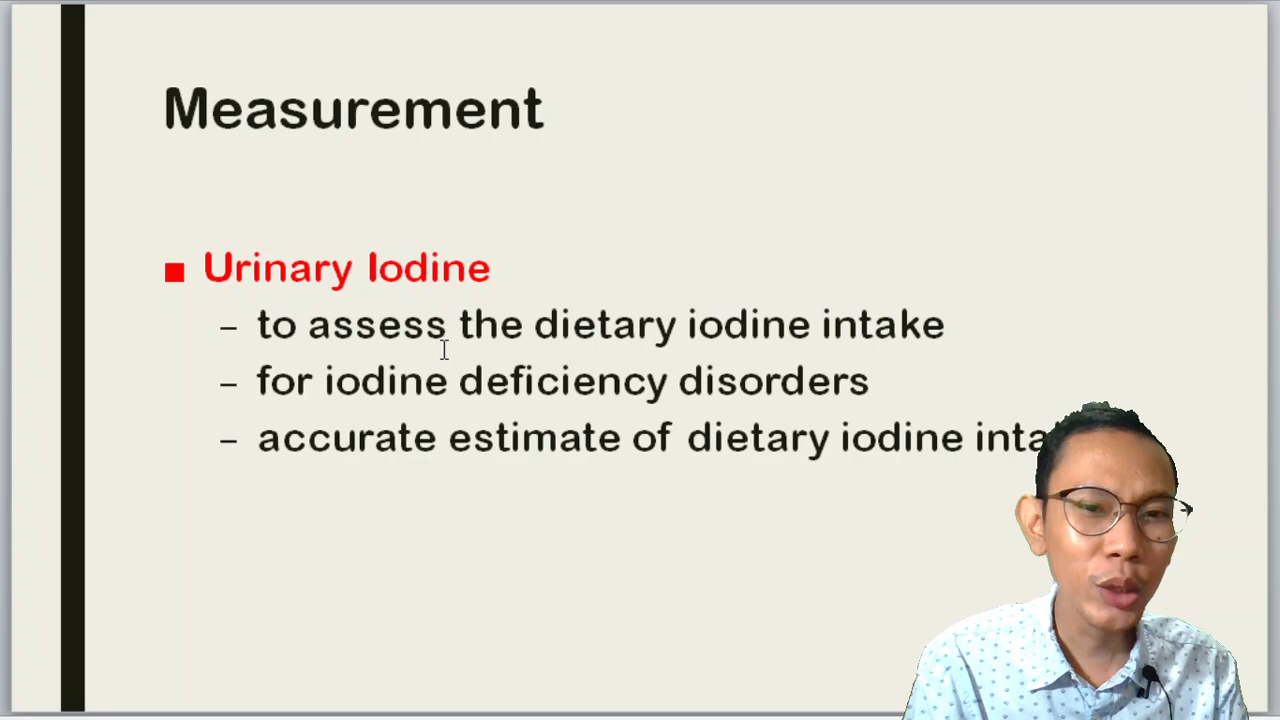 Measurement
Urinary Iodine
– to assess the dietary iodine intake
– for iodine deficiency disorders
– accurate estimate of dietary iodine